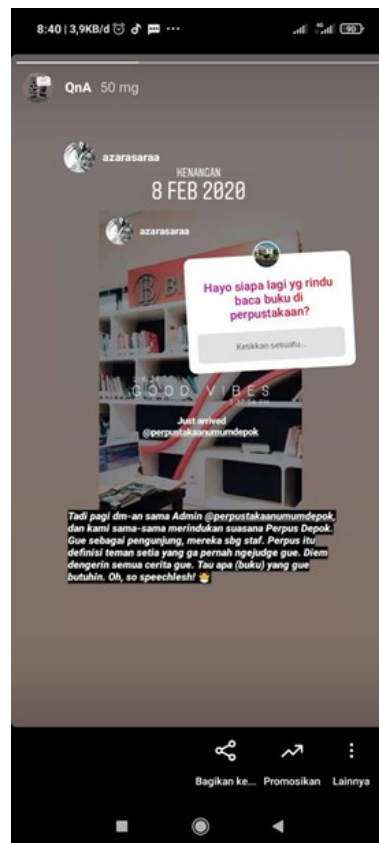 8:40 | 3,9KB/d
90
QnA 50 mg
azarasaraa
KENANGAN
8 FEB 2020
azarasaraa
Hayo siapa lagi yg rindu
baca buku di
perpustakaan?
Ketikkan sesuatu...
GOOD VIBES
Just arrived
@perpustakaanumumdepok
Tadi pagi dm-an sama Admin @perpustakaanumumdepok,
dan kami sama-sama merindukan suasana Perpus Depok.
Gue sebagai pengunjung, mereka sbg staf. Perpus itu
definisi teman setia yang ga pernah ngejudge gue. Diem
dengerin semua cerita gue. Tau apa (buku) yang gue
butuhin. Oh, so speechlesh!
Bagikan ke... Promosikan Lainnya